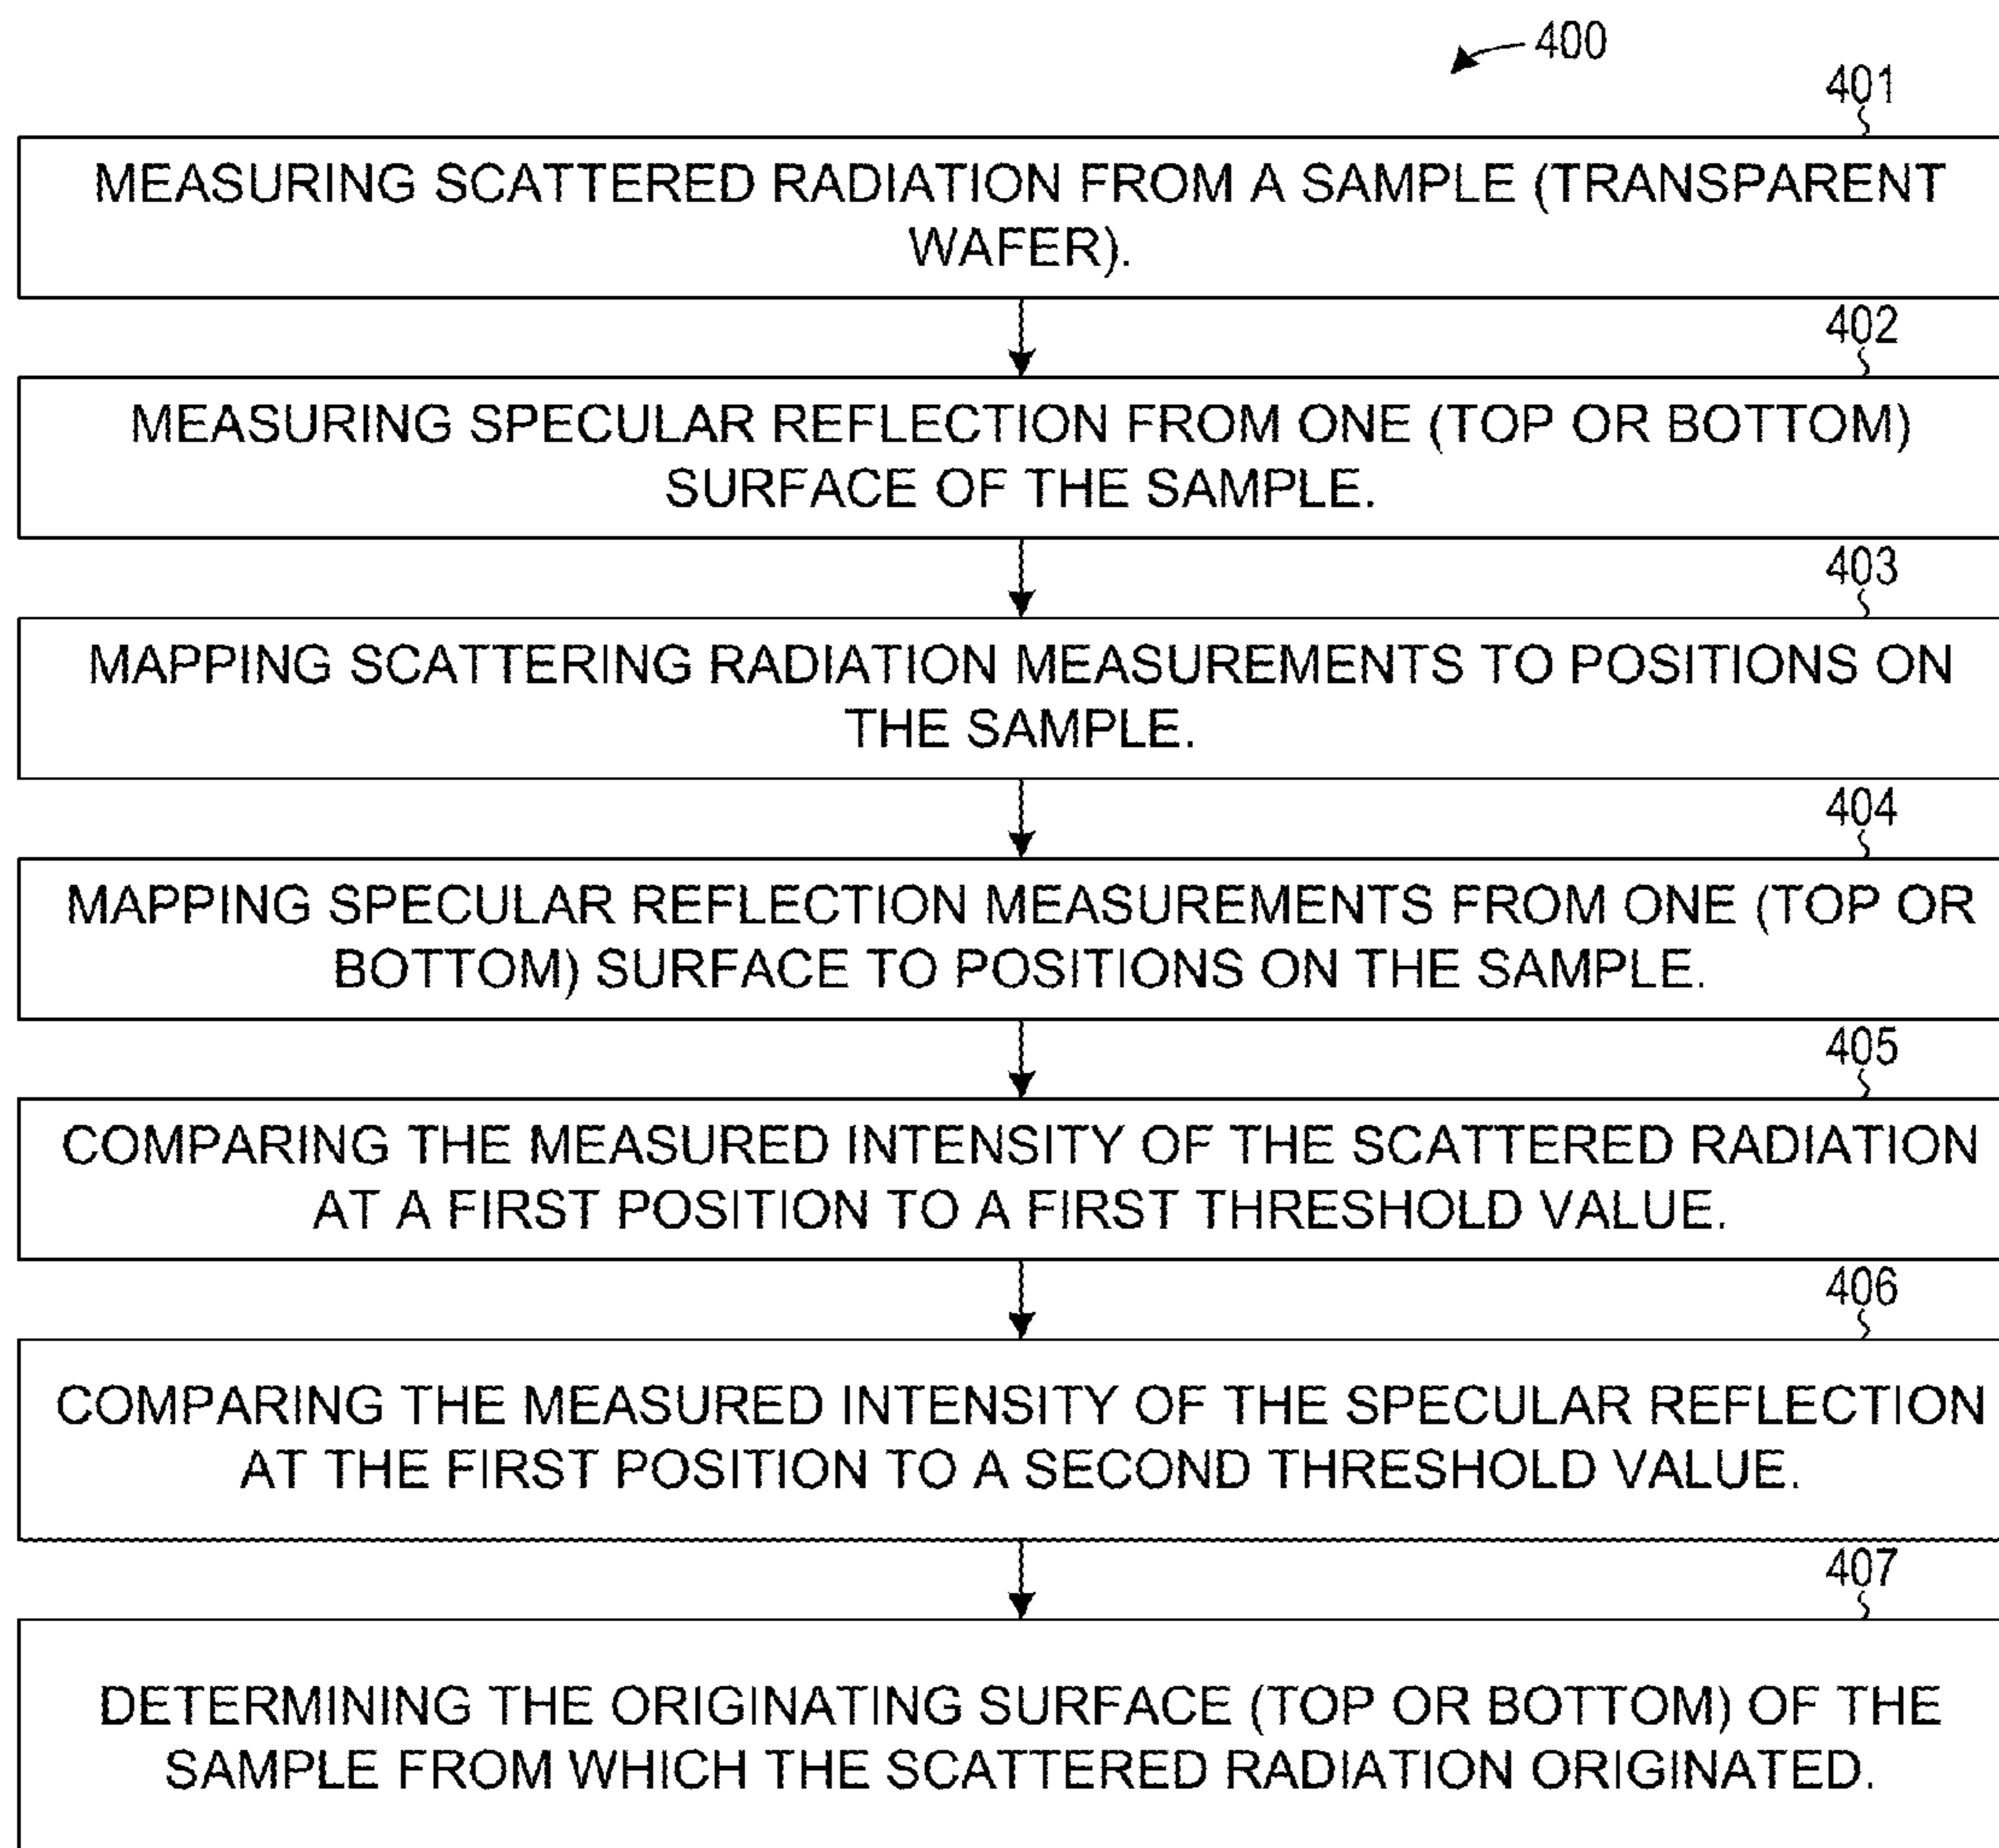 400
401
MEASURING SCATTERED RADIATION FROM A SAMPLE (TRANSPARENT
WAFER).
402
MEASURING SPECULAR REFLECTION FROM ONE (TOP OR BOTTOM)
SURFACE OF THE SAMPLE.
403
MAPPING SCATTERING RADIATION MEASUREMENTS TO POSITIONS ON
THE SAMPLE.
404
MAPPING SPECULAR REFLECTION MEASUREMENTS FROM ONE (TOP OR
BOTTOM) SURFACE TO POSITIONS ON THE SAMPLE.
405
COMPARING THE MEASURED INTENSITY OF THE SCATTERED RADIATION
AT A FIRST POSITION TO A FIRST THRESHOLD VALUE.
406
COMPARING THE MEASURED INTENSITY OF THE SPECULAR REFLECTION
AT THE FIRST POSITION TO A SECOND THRESHOLD VALUE.
407
DETERMINING THE ORIGINATING SURFACE (TOP OR BOTTOM) OF THE
SAMPLE FROM WHICH THE SCATTERED RADIATION ORIGINATED.